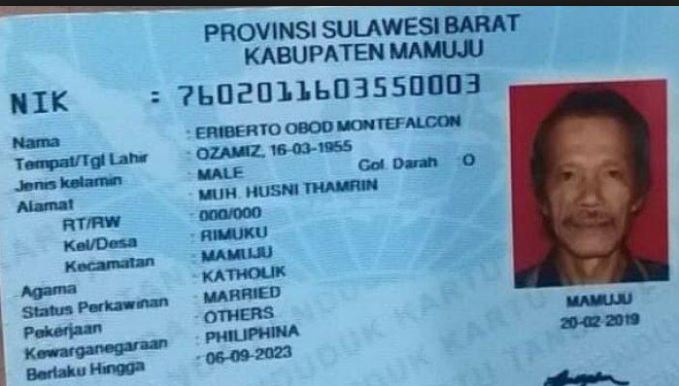 PROVINSI SULAWESI BARAT
KABUPATEN MAMUJU
NIK : 7602011603550003
Nama : ERIBERTO OBOD MONTEFALCON
Tempat/Tgl Lahir : OZAMIZ, 16-03-1955
Jenis kelamin : MALE Gol. Darah : O
Alamat : MUH. HUSNI THAMRIN
RT/RW : 000/000
Kel/Desa : RIMUKU
Kecamatan : MAMUJU
Agama : KATHOLIK
Status Perkawinan : MARRIED
Pekerjaan : OTHERS
Kewarganegaraan : PHILIPHINA
Berlaku Hingga : 06-09-2023
MAMUJU
20-02-2019